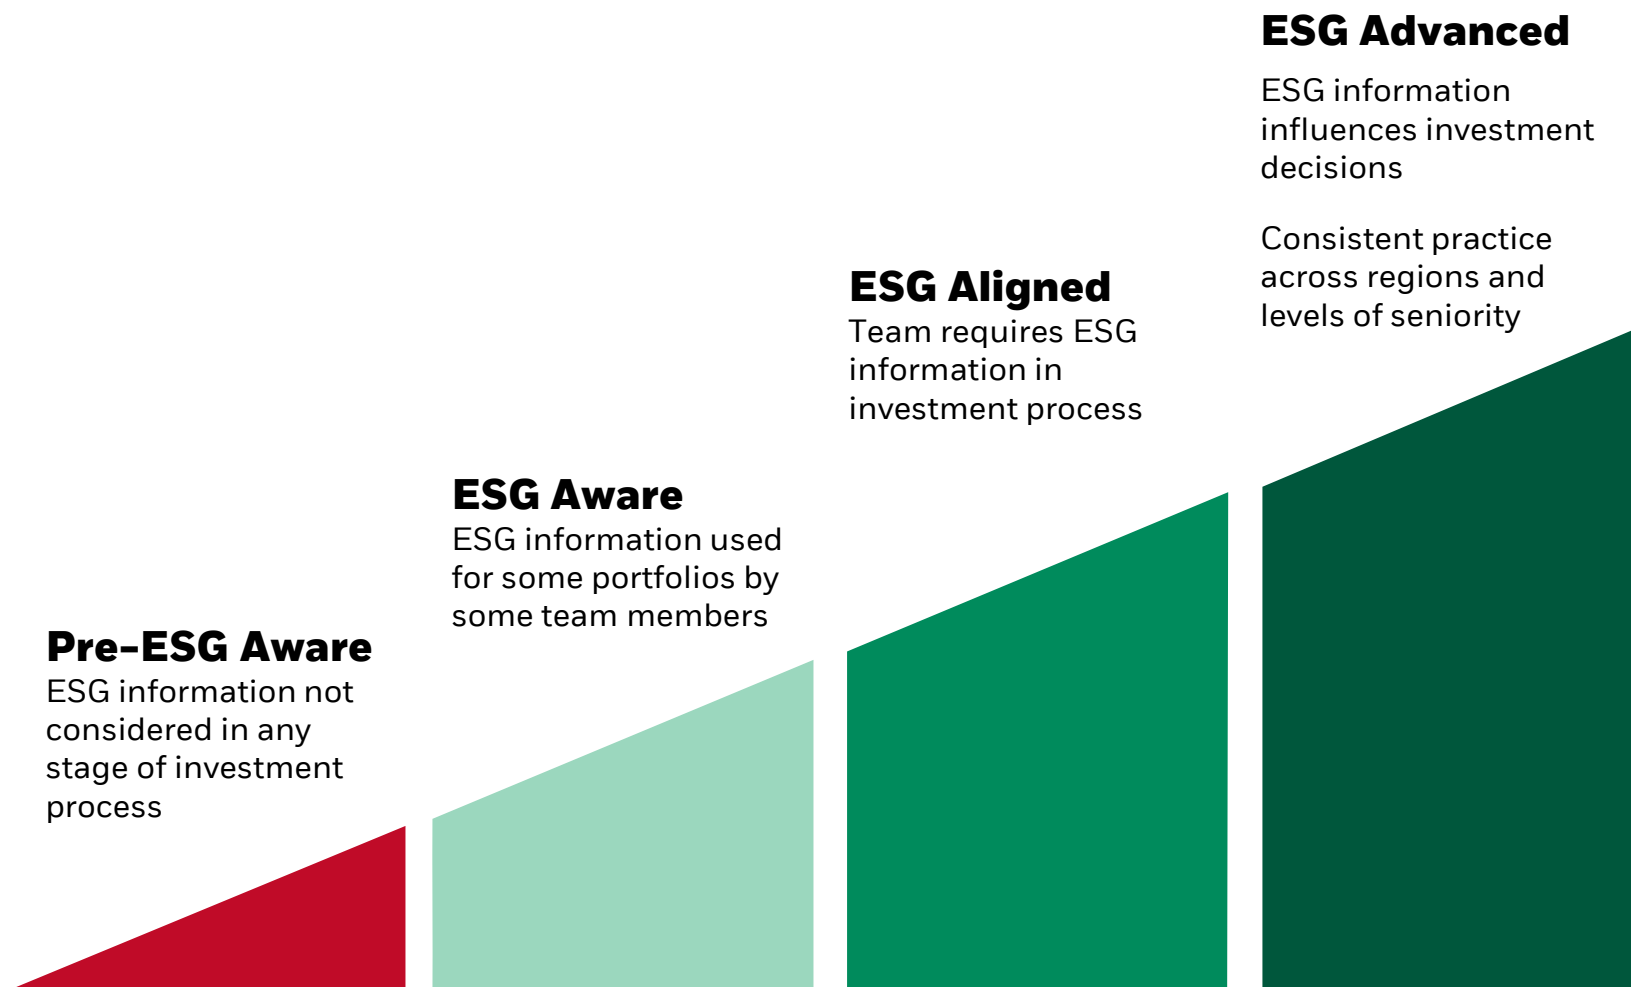 Pre-ESG Aware
ESG information not
considered in any
stage of investment
process
ESG Aware
ESG information used
for some portfolios by
some team members
ESG Aligned
Team requires ESG
information in
investment process
ESG Advanced
ESG information
influences investment
decisions
Consistent practice
across regions and
levels of seniority